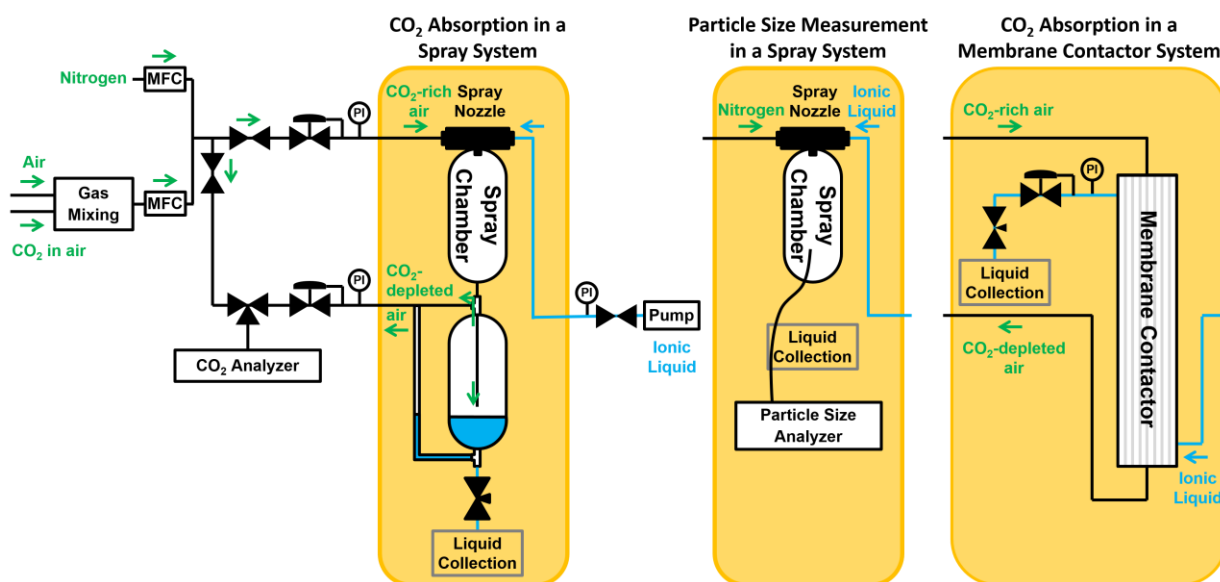 CO₂ Absorption in a
Spray System
Particle Size Measurement
in a Spray System
CO₂ Absorption in a
Membrane Contactor System
Nitrogen
MFC
Air
Gas
Mixing
MFC
CO₂ in air
PI
CO₂-rich
air
Spray
Nozzle
Spray
Chamber
CO₂-
depleted
air
PI
CO₂ Analyzer
Liquid
Collection
PI
Pump
Ionic
Liquid
Nitrogen
Spray
Nozzle
Ionic
Liquid
Spray
Chamber
Liquid
Collection
Particle Size
Analyzer
CO₂-rich air
PI
Liquid
Collection
Membrane Contactor
CO₂-depleted
air
Ionic
Liquid